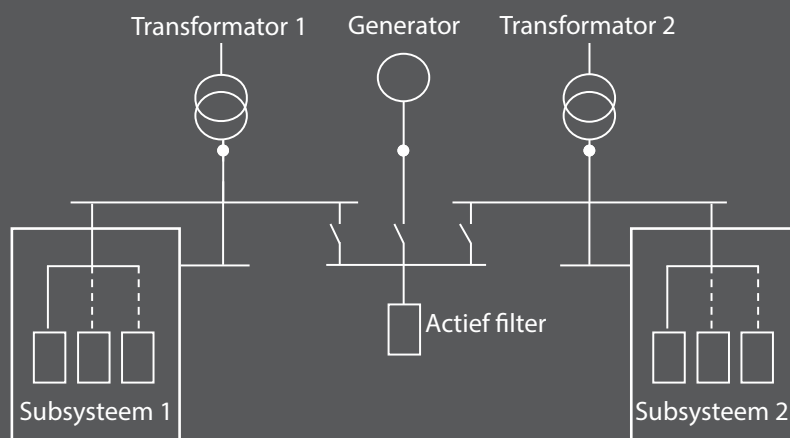 Transformator 1
Generator
Transformator 2
Actief filter
Subsysteem 1
Subsysteem 2